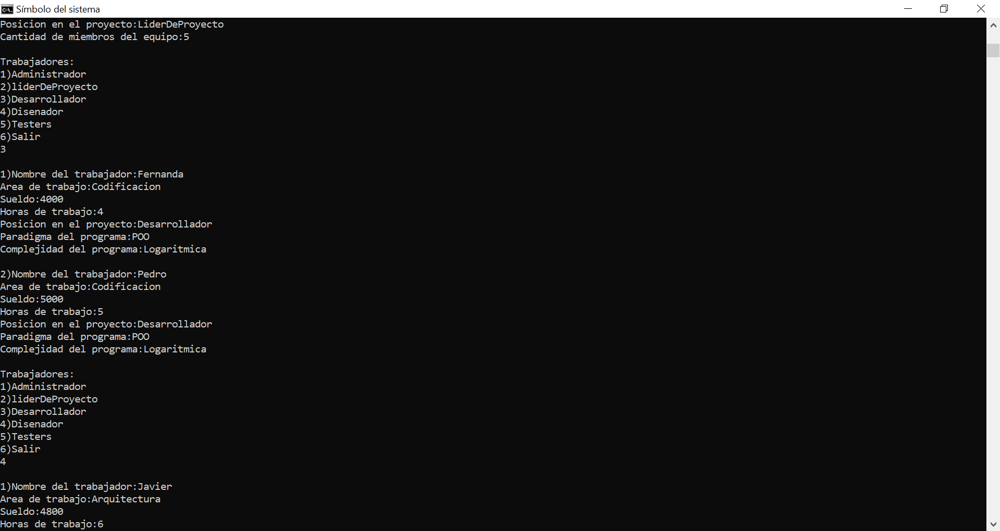 Símbolo del sistema
Posicion en el proyecto:LiderDeProyecto
Cantidad de miembros del equipo:5
Trabajadores:
1)Administrador
2)liderDeProyecto
3)Desarrollador
4)Disenador
5)Testers
6)Salir
3
1)Nombre del trabajador:Fernanda
Area de trabajo:Codificacion
Sueldo:4000
Horas de trabajo:4
Posicion en el proyecto:Desarrollador
Paradigma del programa:POO
Complejidad del programa:Logaritmica
2)Nombre del trabajador:Pedro
Area de trabajo:Codificacion
Sueldo:5000
Horas de trabajo:5
Posicion en el proyecto:Desarrollador
Paradigma del programa:POO
Complejidad del programa:Logaritmica
Trabajadores:
1)Administrador
2)liderDeProyecto
3)Desarrollador
4)Disenador
5)Testers
6)Salir
4
1)Nombre del trabajador:Javier
Area de trabajo:Arquitectura
Sueldo:4800
Horas de trabajo:6